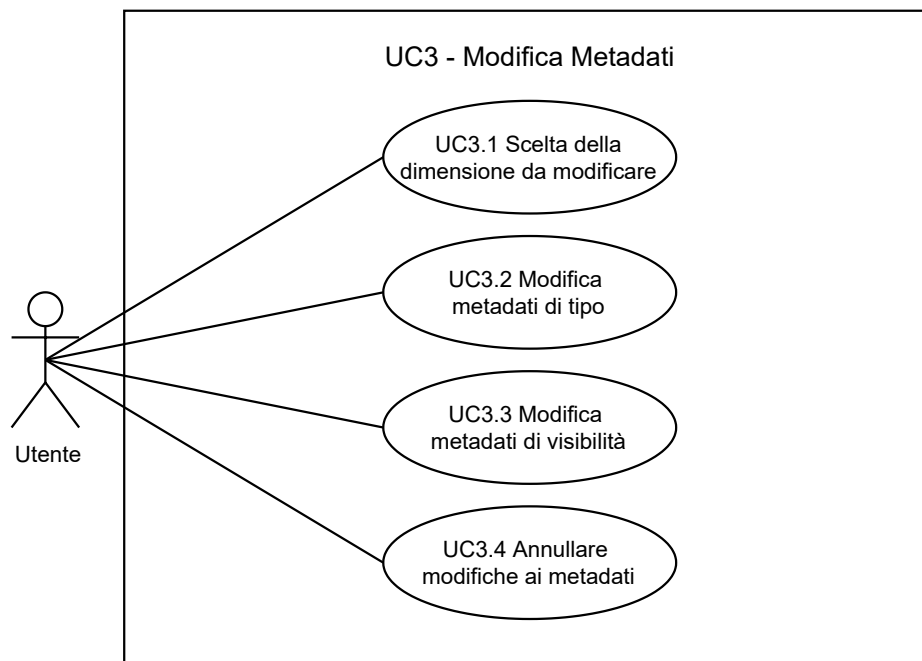 UC3 - Modifica Metadati
UC3.1 Scelta della
dimensione da modificare
UC3.2 Modifica
metadati di tipo
UC3.3 Modifica
metadati di visibilità
Utente
UC3.4 Annullare
modifiche ai metadati